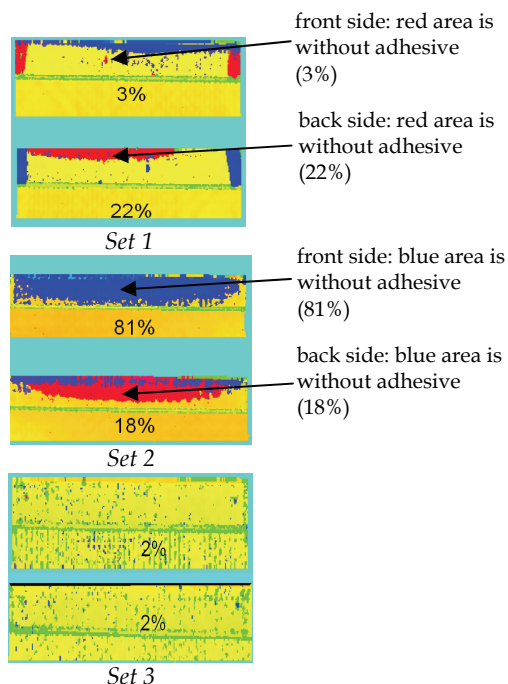 front side: red area is
without adhesive
(3%)
3%
back side: red area is
without adhesive
(22%)
22%
Set 1
front side: blue area is
without adhesive
(81%)
81%
back side: blue area is
without adhesive
(18%)
18%
Set 2
2%
2%
Set 3